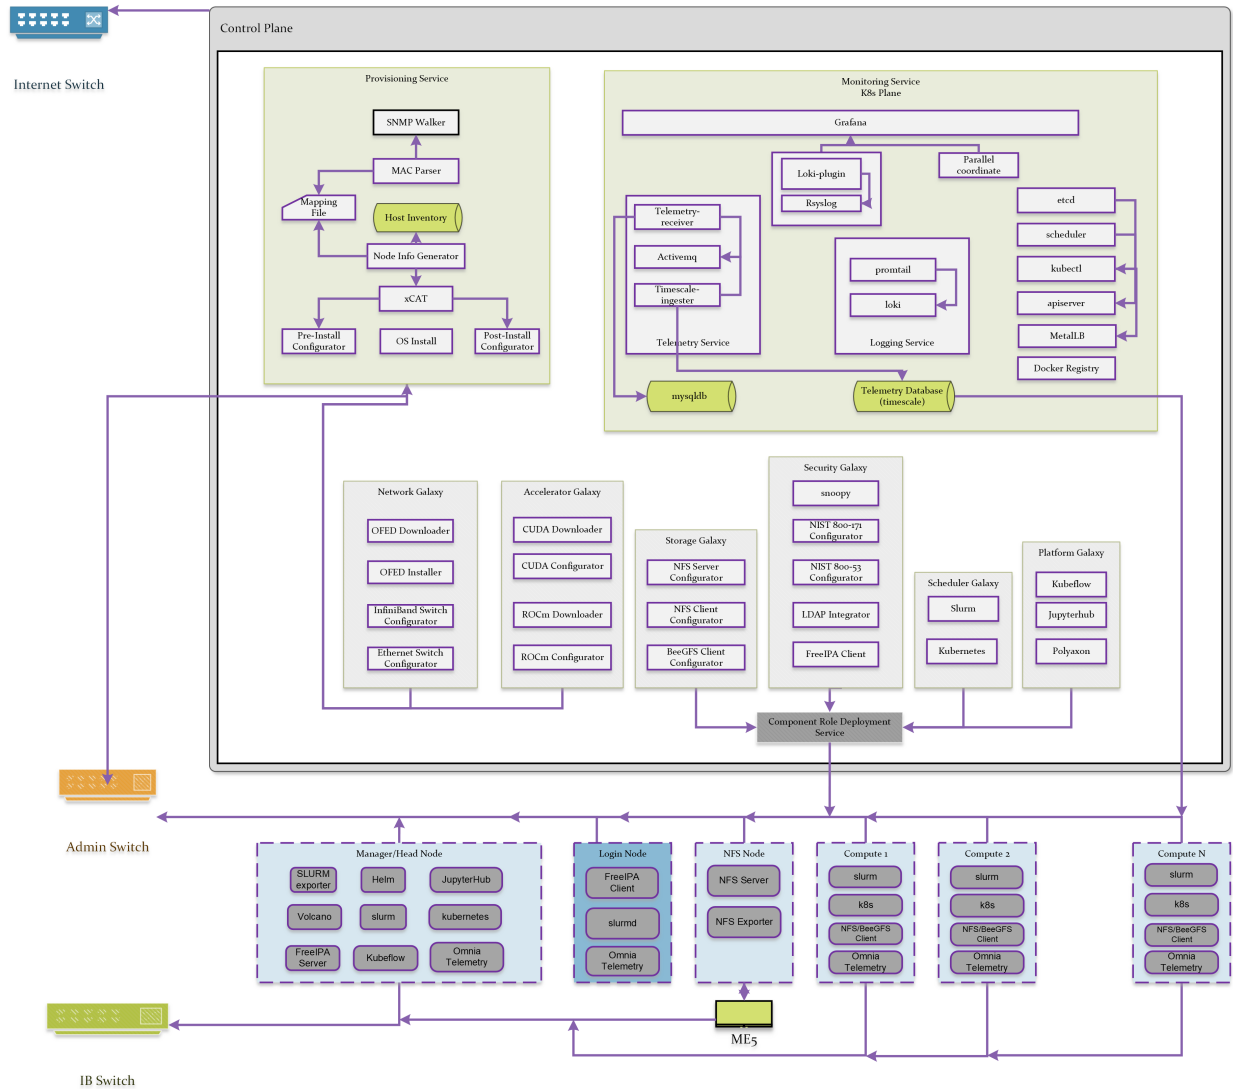 Control Plane
Internet Switch
Provisioning Service
SNMP Walker
MAC Parser
Mapping
File
Host Inventory
Node Info Generator
xCAT
Pre-Install
Configurator
OS Install
Post-Install
Configurator
Monitoring Service
K8s Plane
Grafana
Loki-plugin
Rsyslog
Parallel
coordinate
Telemetry-
receiver
Activemq
Timescale-
ingester
Telemetry Service
promtail
loki
Logging Service
etcd
scheduler
kubectl
apiserver
MetalLB
Docker Registry
mysqldb
Telemetry Database
(timescale)
Network Galaxy
OFED Downloader
OFED Installer
InfiniBand Switch
Configurator
Ethernet Switch
Configurator
Accelerator Galaxy
CUDA Downloader
CUDA Configurator
ROCm Downloader
ROCm Configurator
Storage Galaxy
NFS Server
Configurator
NFS Client
Configurator
BeeGFS Client
Configurator
Security Galaxy
snoopy
NIST 800-171
Configurator
NIST 800-53
Configurator
LDAP Integrator
FreeIPA Client
Scheduler Galaxy
Slurm
Kubernetes
Platform Galaxy
Kubeflow
Jupyterhub
Polyaxon
Component Role Deployment
Service
Admin Switch
Manager/Head Node
SLURM
exporter
Helm
JupyterHub
Volcano
slurm
kubernetes
FreeIPA
Server
Kubeflow
Omnia
Telemetry
Login Node
FreeIPA
Client
slurmd
Omnia
Telemetry
NFS Node
NFS Server
NFS Exporter
Compute 1
slurm
k8s
NFS/BeeGFS
Client
Omnia
Telemetry
Compute 2
slurm
k8s
NFS/BeeGFS
Client
Omnia
Telemetry
Compute N
slurm
k8s
NFS/BeeGFS
Client
Omnia
Telemetry
ME5
IB Switch